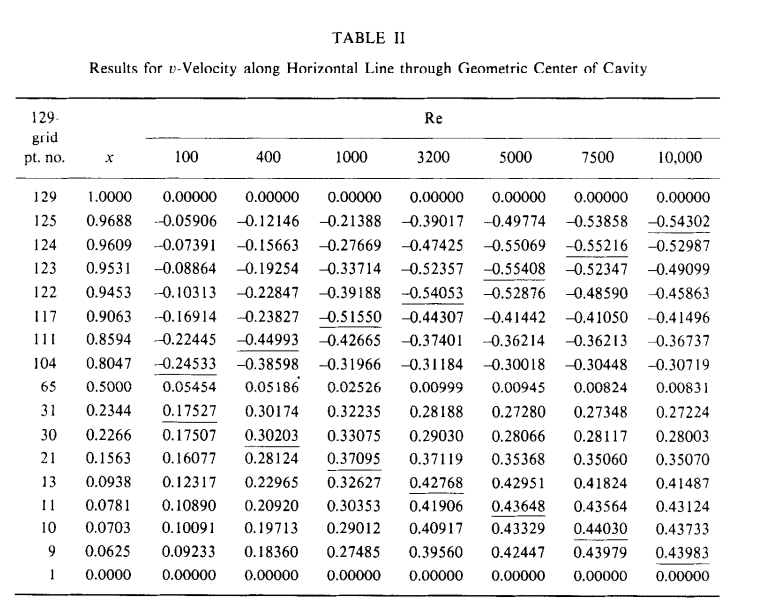 TABLE II
Results for v-Velocity along Horizontal Line through Geometric Center of Cavity
129-
grid
pt. no. x Re
100 400 1000 3200 5000 7500 10,000
129 1.0000 0.00000 0.00000 0.00000 0.00000 0.00000 0.00000 0.00000
125 0.9688 –0.05906 –0.12146 –0.21388 –0.39017 –0.49774 –0.53858 –0.54302
124 0.9609 –0.07391 –0.15663 –0.27669 –0.47425 –0.55069 –0.55216 –0.52987
123 0.9531 –0.08864 –0.19254 –0.33714 –0.52357 –0.55408 –0.52347 –0.49099
122 0.9453 –0.10313 –0.22847 –0.39188 –0.54053 –0.52876 –0.48590 –0.45863
117 0.9063 –0.16914 –0.23827 –0.51550 –0.44307 –0.41442 –0.41050 –0.41496
111 0.8594 –0.22445 –0.44993 –0.42665 –0.37401 –0.36214 –0.36213 –0.36737
104 0.8047 –0.24533 –0.38598 –0.31966 –0.31184 –0.30018 –0.30448 –0.30719
65 0.5000 0.05454 0.05186 0.02526 0.00999 0.00945 0.00824 0.00831
31 0.2344 0.17527 0.30174 0.32235 0.28188 0.27280 0.27348 0.27224
30 0.2266 0.17507 0.30203 0.33075 0.29030 0.28066 0.28117 0.28003
21 0.1563 0.16077 0.28124 0.37095 0.37119 0.35368 0.35060 0.35070
13 0.0938 0.12317 0.22965 0.32627 0.42768 0.42951 0.41824 0.41487
11 0.0781 0.10890 0.20920 0.30353 0.41906 0.43648 0.43564 0.43124
10 0.0703 0.10091 0.19713 0.29012 0.40917 0.43329 0.44030 0.43733
9 0.0625 0.09233 0.18360 0.27485 0.39560 0.42447 0.43979 0.43983
1 0.0000 0.00000 0.00000 0.00000 0.00000 0.00000 0.00000 0.00000